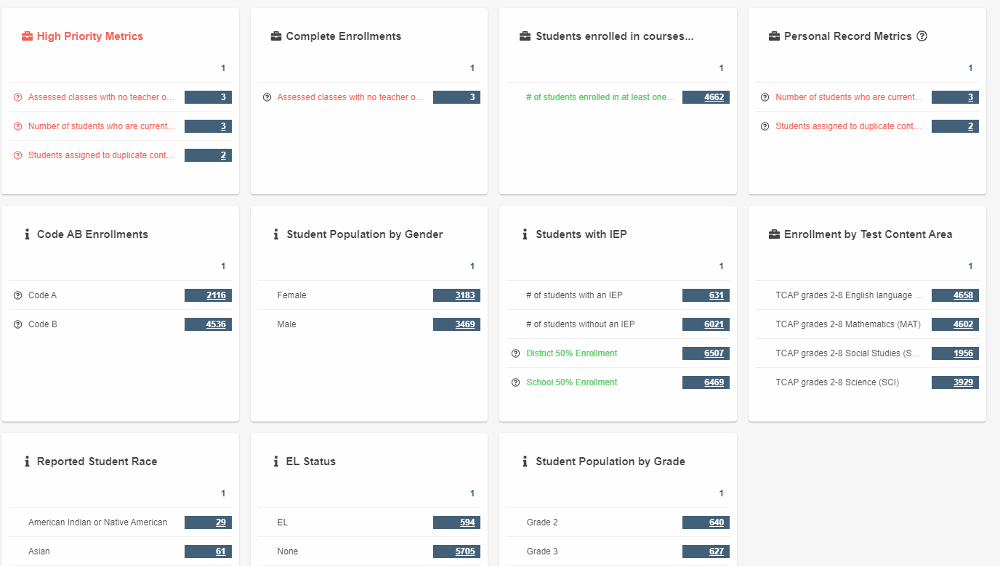 High Priority Metrics
1
Assessed classes with no teacher o... 3
Number of students who are current... 3
Students assigned to duplicate cont... 2
Complete Enrollments
1
Assessed classes with no teacher o... 3
Students enrolled in courses...
1
# of students enrolled in at least one... 4662
Personal Record Metrics
1
Number of students who are current... 3
Students assigned to duplicate cont... 2
Code AB Enrollments
1
Code A 2116
Code B 4536
Student Population by Gender
1
Female 3183
Male 3469
Students with IEP
1
# of students with an IEP 631
# of students without an IEP 6021
District 50% Enrollment 6507
School 50% Enrollment 6469
Enrollment by Test Content Area
1
TCAP grades 2-8 English language ... 4658
TCAP grades 2-8 Mathematics (MAT) 4602
TCAP grades 2-8 Social Studies (S... 1956
TCAP grades 2-8 Science (SCI) 3929
Reported Student Race
1
American Indian or Native American 29
Asian 61
EL Status
1
EL 594
None 5705
Student Population by Grade
1
Grade 2 640
Grade 3 627